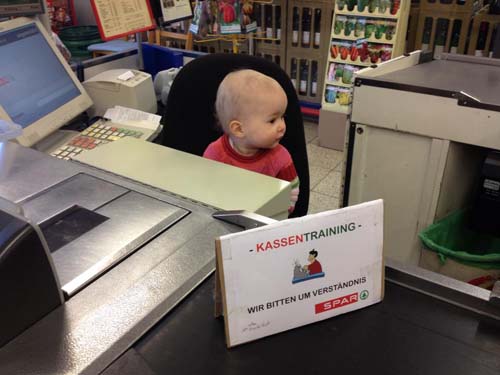 - KASSENTRAINING -
WIR BITTEN UM VERSTÄNDNIS
SPAR